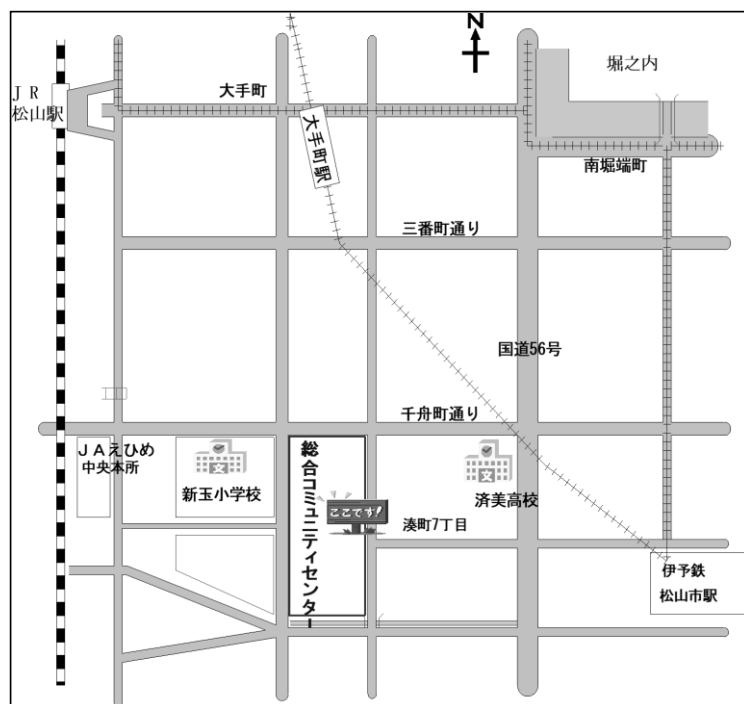 N
堀之内
ＪＲ
松山駅
大手町
大手町駅
南堀端町
三番町通り
国道56号
千舟町通り
ＪＡえひめ
中央本所
文
新玉小学校
総合コミュニティセンター
ここです!
文
済美高校
湊町7丁目
伊予鉄
松山市駅